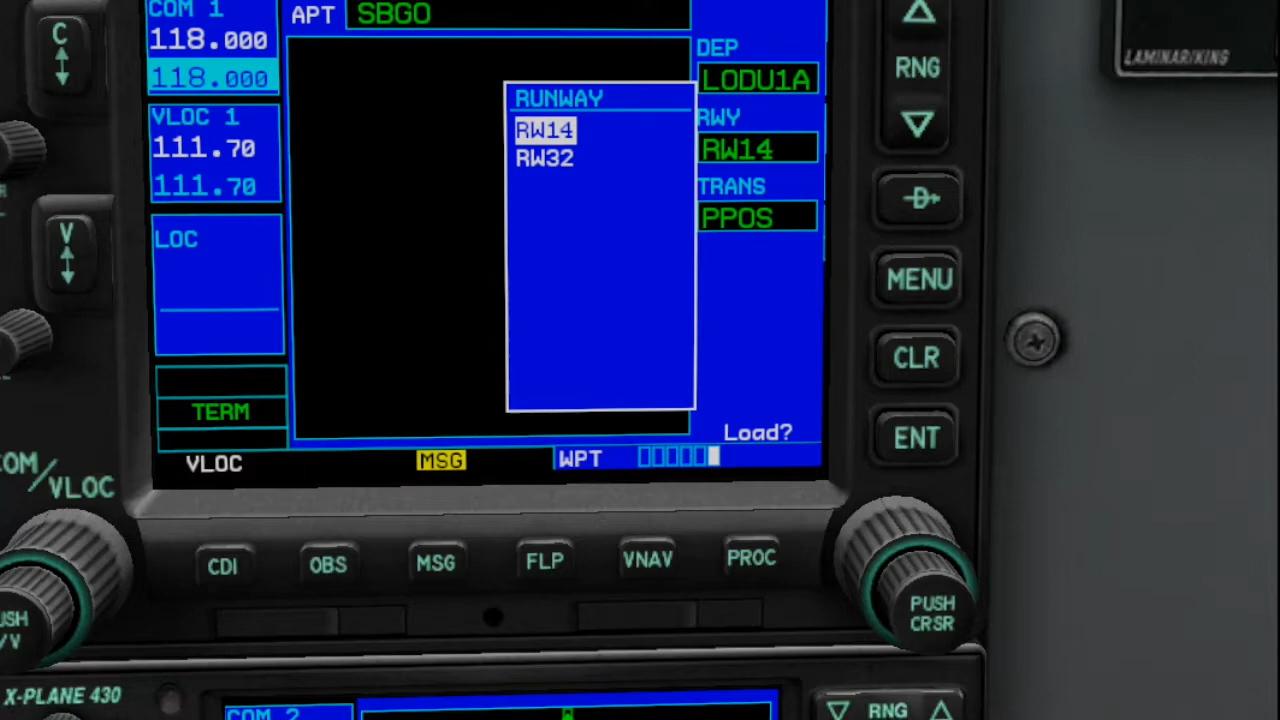 COM 1
118.000
118.000
VLOC 1
111.70
111.70
LOC
TERM
VLOC
MSG
WPT
APT SBGO
RUNWAY
RW14
RW32
DEP
LODU1A
RWY
RW14
TRANS
PPOS
Load?
C
V
COM/VLOC
RNG
D
MENU
CLR
ENT
CDI
OBS
MSG
FLP
VNAV
PROC
PUSH
CRSR
LAMINAR/KING
X-PLANE 430
COM 2
RNG